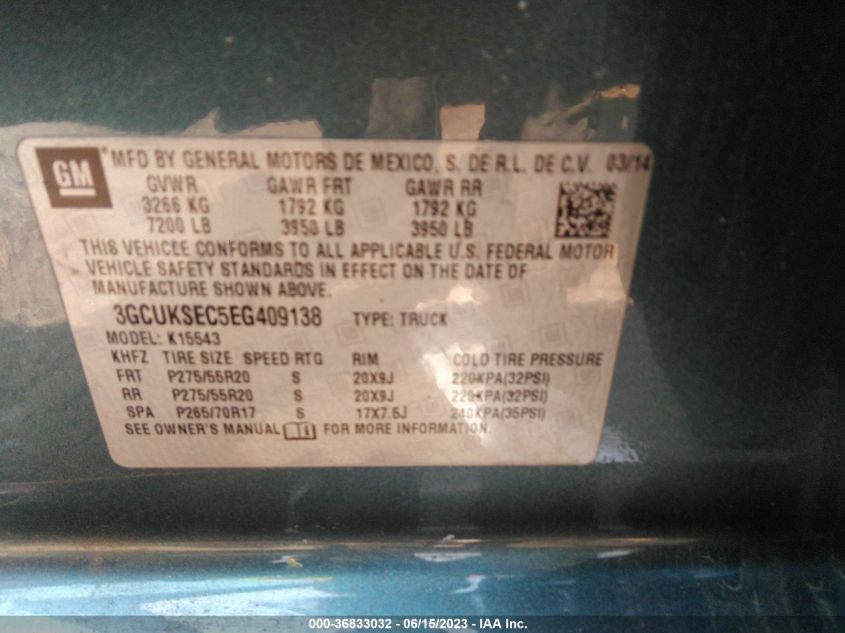 GM ® MFD BY GENERAL MOTORS DE MEXICO, S. DE R.L. DE C.V. 03/14
GVWR GAWR FRT GAWR RR
3266 KG 1792 KG 1792 KG
7200 LB 3950 LB 3950 LB
THIS VEHICLE CONFORMS TO ALL APPLICABLE U.S. FEDERAL MOTOR
VEHICLE SAFETY STANDARDS IN EFFECT ON THE DATE OF
MANUFACTURE SHOWN ABOVE.
3GCUKSEC5EG409138 TYPE: TRUCK
MODEL: K15543
KHFZ TIRE SIZE SPEED RTG RIM COLD TIRE PRESSURE
FRT P275/55R20 S 20X9J 220KPA(32PSI)
RR P275/55R20 S 20X9J 220KPA(32PSI)
SPA P265/70R17 S 17X7.5J 240KPA(35PSI)
SEE OWNER'S MANUAL FOR MORE INFORMATION.
000-36833032 - 06/15/2023 - IAA Inc.